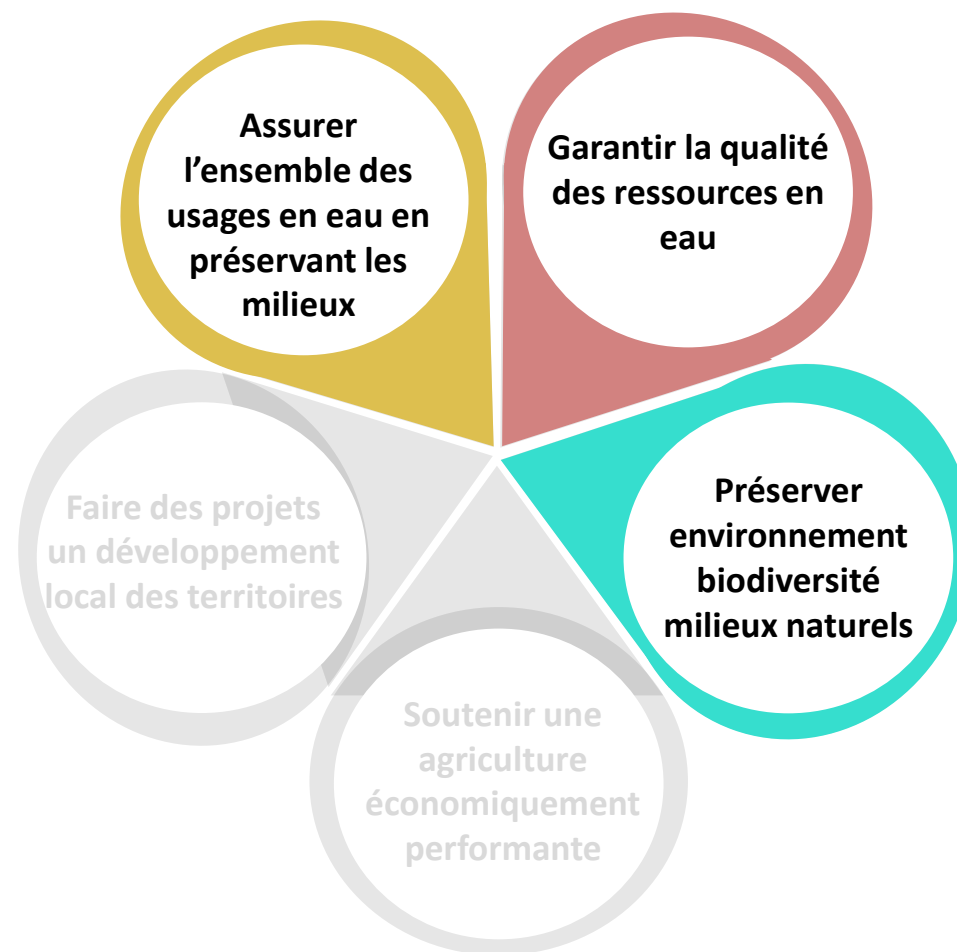 Assurer
l’ensemble des
usages en eau en
préservant les
milieux
Garantir la qualité
des ressources en
eau
Préserver
environnement
biodiversité
milieux naturels
Soutenir une
agriculture
économiquement
performante
Faire des projets
un développement
local des territoires